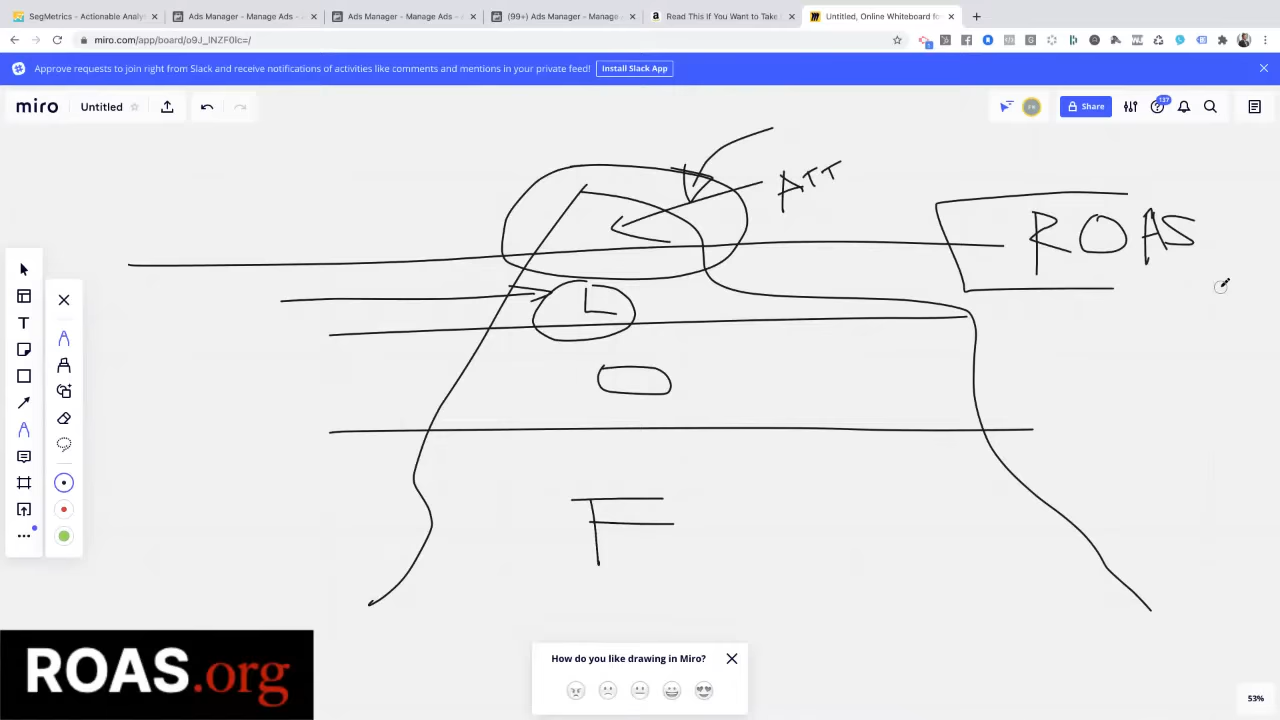 SegMetrics - Actionable Analy
Ads Manager - Manage Ads -
Ads Manager - Manage Ads -
(99+) Ads Manager - Manage
Read This If You Want to Take
Untitled, Online Whiteboard fo
miro.com/app/board/o9J_lNZF0Ic=/
Approve requests to join right from Slack and receive notifications of activities like comments and mentions in your private feed!
Install Slack App
miro
Untitled
Share
137
ATT
ROAS
L
O
F
ROAS.org
How do you like drawing in Miro?
53%